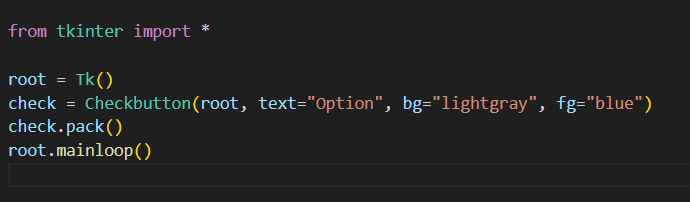 from tkinter import *
root = Tk()
check = Checkbutton(root, text="Option", bg="lightgray", fg="blue")
check.pack()
root.mainloop()